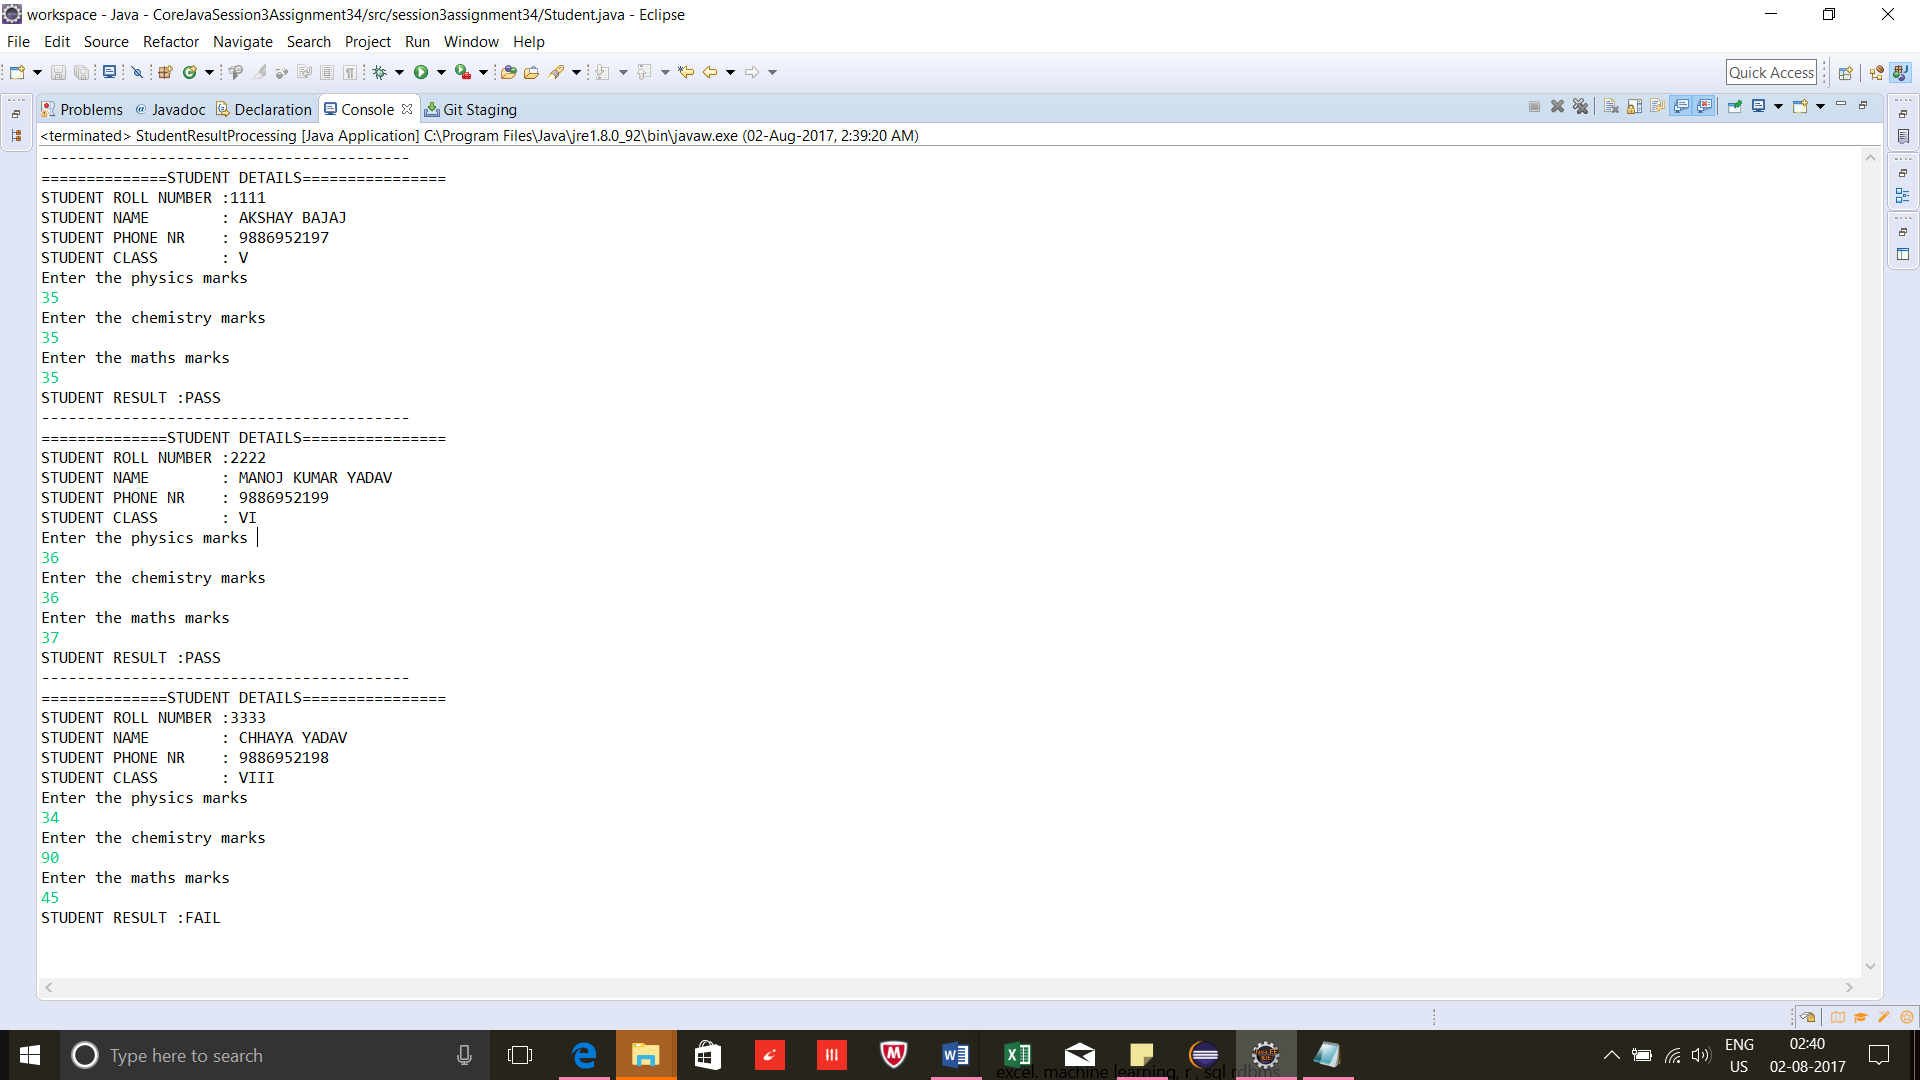 workspace - Java - CoreJavaSession3Assignment34/src/session3assignment34/Student.java - Eclipse
File Edit Source Refactor Navigate Search Project Run Window Help
Quick Access
Problems @ Javadoc Declaration Console Git Staging
<terminated> StudentResultProcessing [Java Application] C:\Program Files\Java\jre1.8.0_92\bin\javaw.exe (02-Aug-2017, 2:39:20 AM)
-----------------------------------------
==============STUDENT DETAILS================
STUDENT ROLL NUMBER :1111
STUDENT NAME        : AKSHAY BAJAJ
STUDENT PHONE NR    : 9886952197
STUDENT CLASS       : V
Enter the physics marks
35
Enter the chemistry marks
35
Enter the maths marks
35
STUDENT RESULT :PASS
-----------------------------------------
==============STUDENT DETAILS================
STUDENT ROLL NUMBER :2222
STUDENT NAME        : MANOJ KUMAR YADAV
STUDENT PHONE NR    : 9886952199
STUDENT CLASS       : VI
Enter the physics marks
36
Enter the chemistry marks
36
Enter the maths marks
37
STUDENT RESULT :PASS
-----------------------------------------
==============STUDENT DETAILS================
STUDENT ROLL NUMBER :3333
STUDENT NAME        : CHHAYA YADAV
STUDENT PHONE NR    : 9886952198
STUDENT CLASS       : VIII
Enter the physics marks
34
Enter the chemistry marks
90
Enter the maths marks
45
STUDENT RESULT :FAIL
Type here to search
excel. machine learning, r , sql rdbms
ENG 02:40
US 02-08-2017